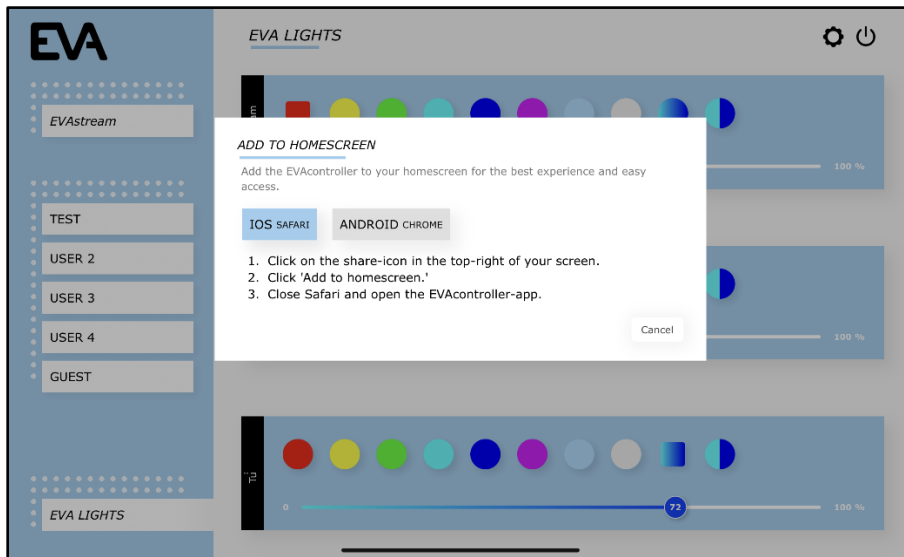 EVA
EVA LIGHTS
EVAstream
TEST
USER 2
USER 3
USER 4
GUEST
EVA LIGHTS
100 %
ADD TO HOMESCREEN
Add the EVAcontroller to your homescreen for the best experience and easy
access.
IOS SAFARI
ANDROID CHROME
1. Click on the share-icon in the top-right of your screen.
2. Click 'Add to homescreen.'
3. Close Safari and open the EVAcontroller-app.
Cancel
100 %
0
72
100 %